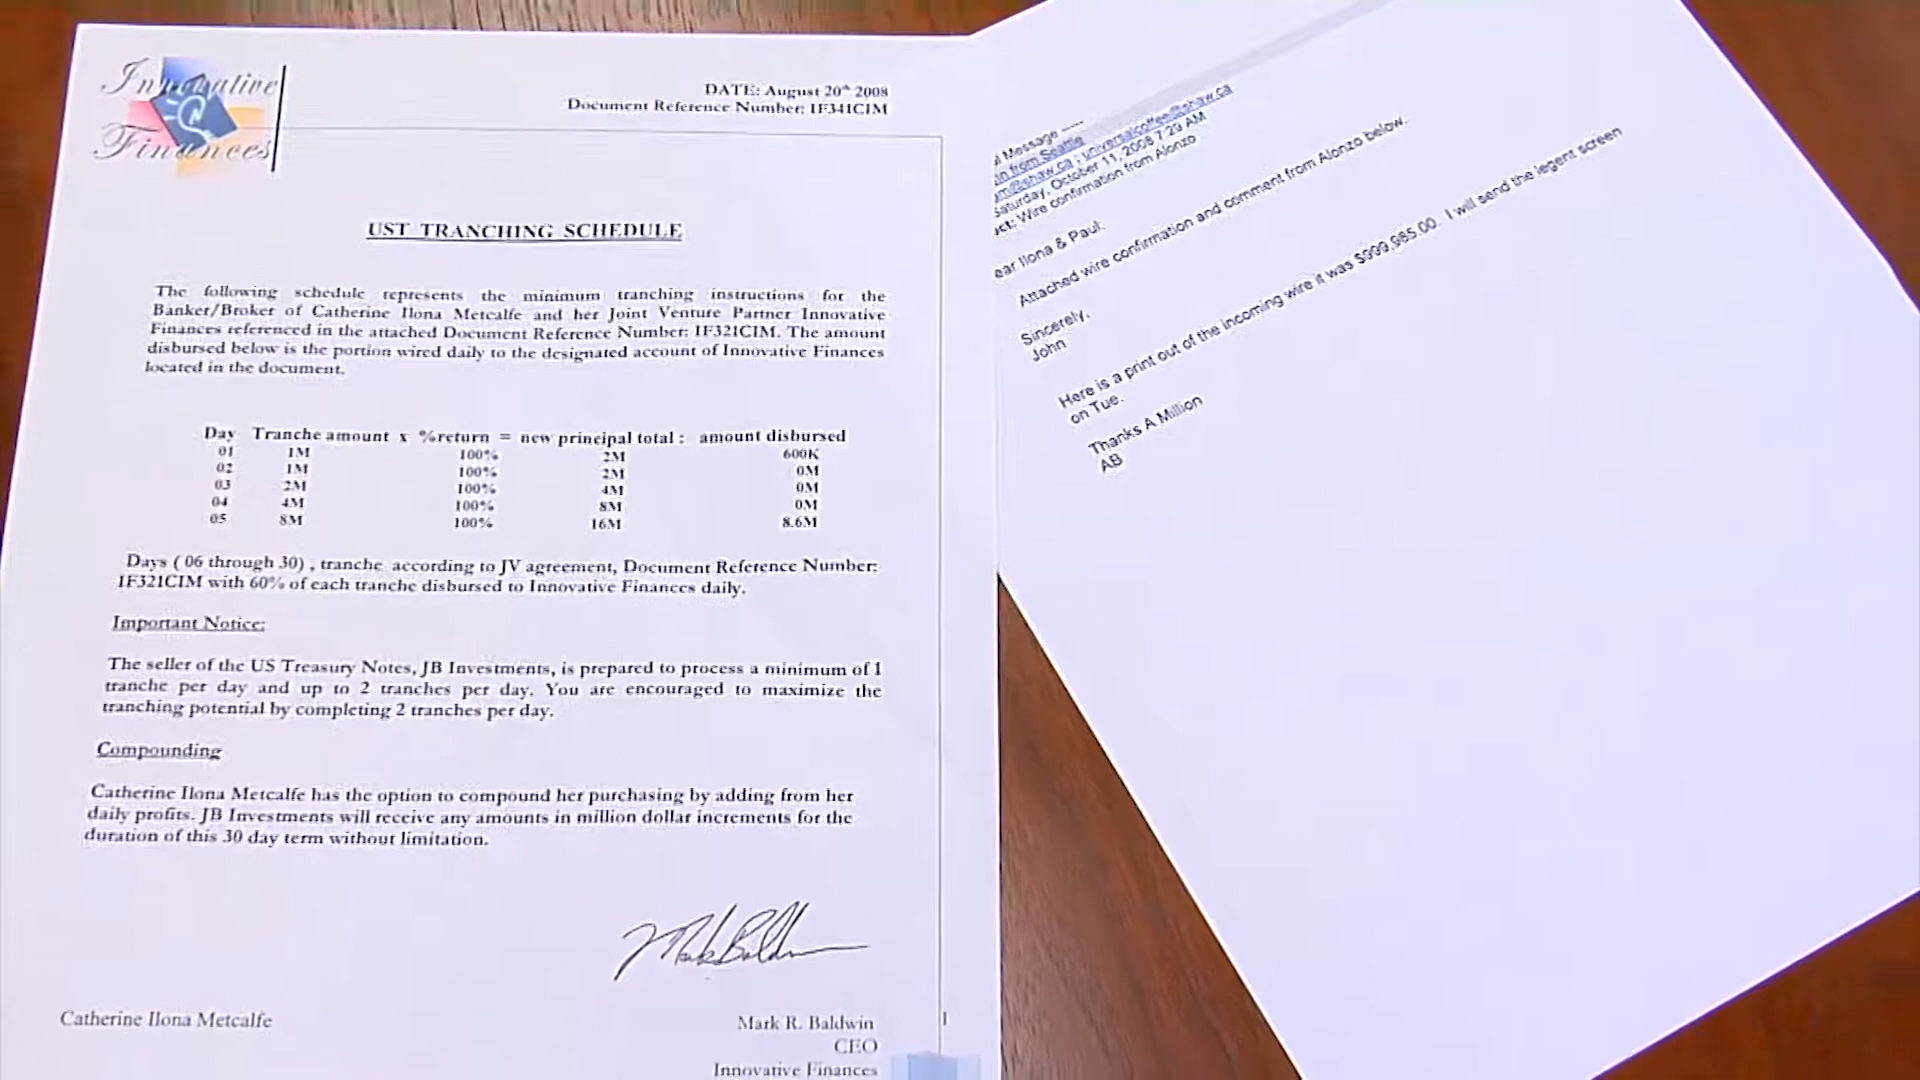 Innovative
Finances
DATE: August 20th 2008
Document Reference Number: IF341CIM
UST TRANCHING SCHEDULE
The following schedule represents the minimum tranching instructions for the
Banker/Broker of Catherine Ilona Metcalfe and her Joint Venture Partner Innovative
Finances referenced in the attached Document Reference Number: IF321CIM. The amount
disbursed below is the portion wired daily to the designated account of Innovative Finances
located in the document.
Day Tranche amount x %return = new principal total : amount disbursed
01 1M 100% 2M 600K
02 1M 100% 2M 0M
03 2M 100% 4M 0M
04 4M 100% 8M 0M
05 8M 100% 16M 8.6M
Days ( 06 through 30) , tranche according to JV agreement, Document Reference Number:
IF321CIM with 60% of each tranche disbursed to Innovative Finances daily.
Important Notice:
The seller of the US Treasury Notes, JB Investments, is prepared to process a minimum of 1
tranche per day and up to 2 tranches per day. You are encouraged to maximize the
tranching potential by completing 2 tranches per day.
Compounding
Catherine Ilona Metcalfe has the option to compound her purchasing by adding from her
daily profits. JB Investments will receive any amounts in million dollar increments for the
duration of this 30 day term without limitation.
Mark Baldwin
Catherine Ilona Metcalfe
Mark R. Baldwin
CEO
Innovative Finances
1
l Message -----
in from Seattle
m@shaw.ca ; universalcoffee@shaw.ca
Saturday, October 11, 2008 7:29 AM
ct: Wire confirmation from Alonzo
ear Ilona & Paul:
Attached wire confirmation and comment from Alonzo below.
Sincerely,
John
Here is a print out of the incoming wire it was $999,985.00. I will send the legent screen
on Tue.
Thanks A Million
AB